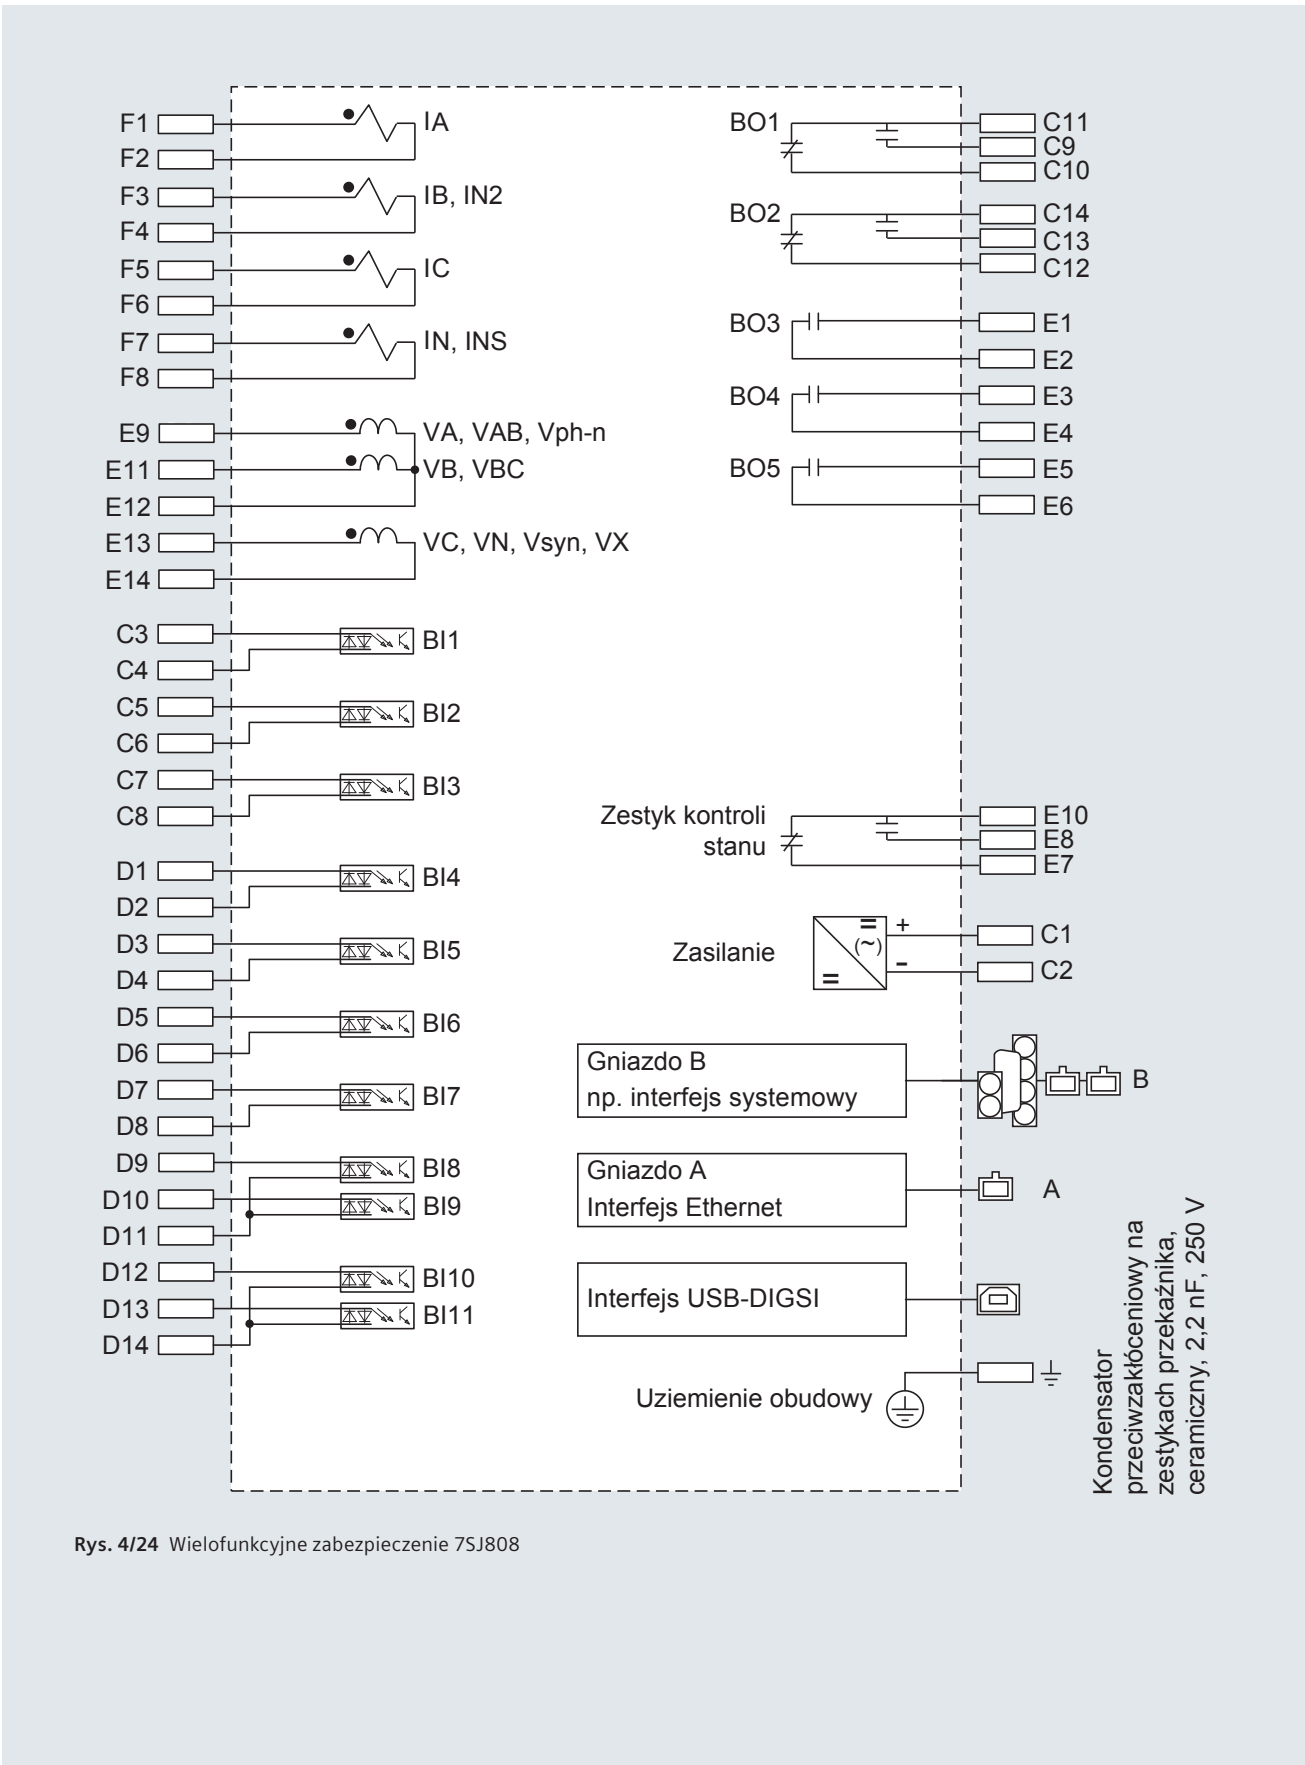 F1
IA
F2
F3
IB, IN2
F4
F5
IC
F6
F7
IN, INS
F8
E9
VA, VAB, Vph-n
E11
VB, VBC
E12
E13
VC, VN, Vsyn, VX
E14
C3
BI1
C4
C5
BI2
C6
C7
BI3
C8
D1
BI4
D2
D3
BI5
D4
D5
BI6
D6
D7
BI7
D8
D9
BI8
D10
BI9
D11
D12
BI10
D13
BI11
D14
BO1
C11
C9
C10
BO2
C14
C13
C12
BO3
E1
E2
BO4
E3
E4
BO5
E5
E6
Zestyk kontroli
stanu
E10
E8
E7
Zasilanie
=
(~)
=
+
-
C1
C2
Gniazdo B
np. interfejs systemowy
B
Gniazdo A
Interfejs Ethernet
A
Interfejs USB-DIGSI
Uziemienie obudowy
Kondensator
przeciwzakłóceniowy na
zestykach przekaźnika,
ceramiczny, 2,2 nF, 250 V
Rys. 4/24 Wielofunkcyjne zabezpieczenie 7SJ808